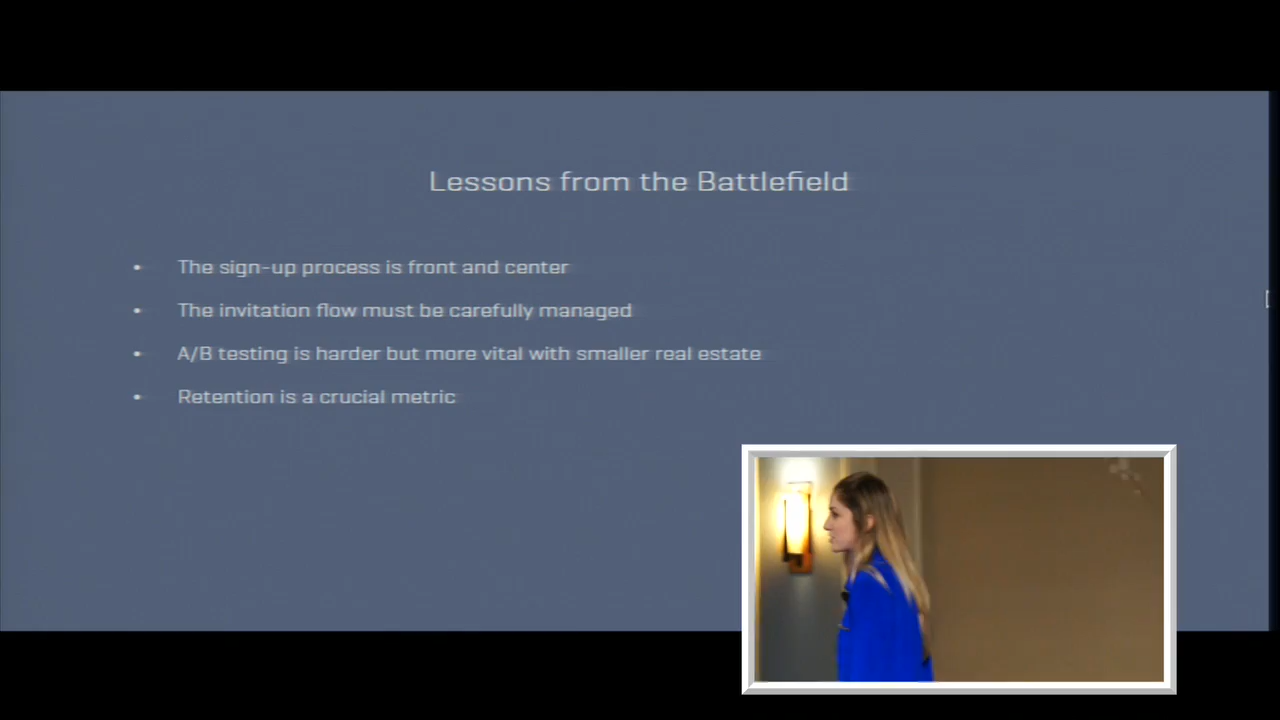 Lessons from the Battlefield
• The sign-up process is front and center
• The invitation flow must be carefully managed
• A/B testing is harder but more vital with smaller real estate
• Retention is a crucial metric